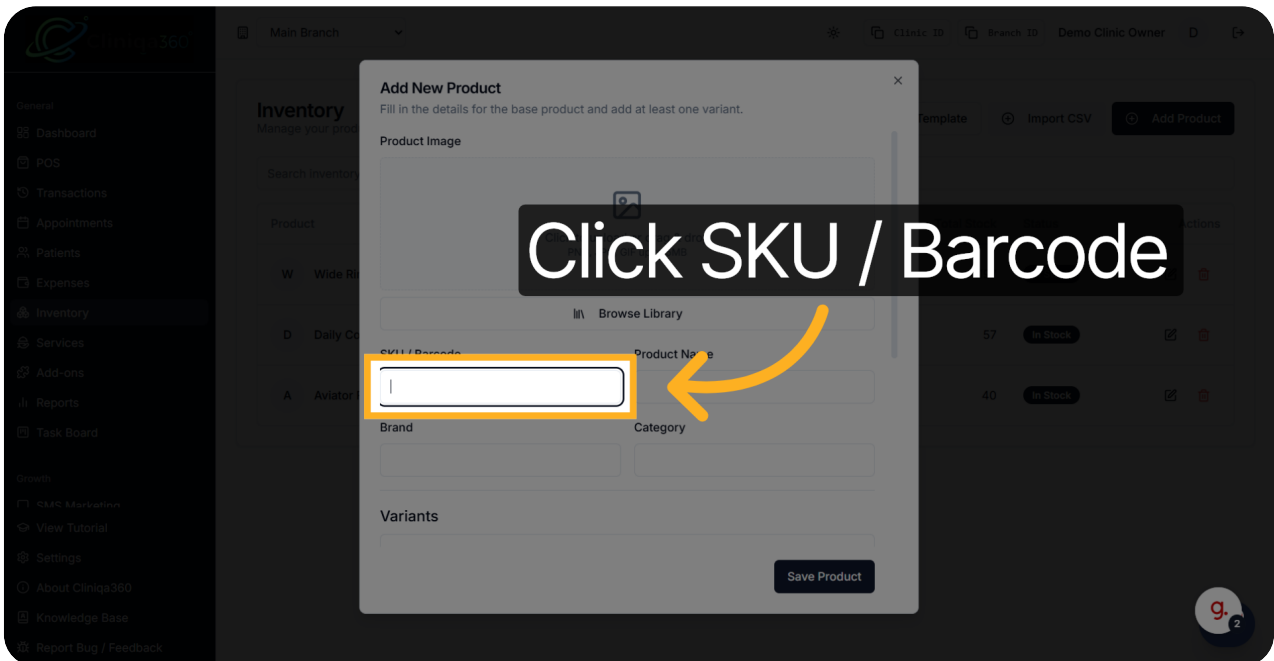 Cliniqa360
Main Branch
Clinic ID
Branch ID
Demo Clinic Owner
D
General
Dashboard
POS
Transactions
Appointments
Patients
Expenses
Inventory
Services
Add-ons
Reports
Task Board
Growth
SMS Marketing
View Tutorial
Settings
About Cliniqa360
Knowledge Base
Report Bug / Feedback
Inventory
Manage your prod
Template
Import CSV
Add Product
Search inventory
Product
Actions
W Wide Ri
D Daily Co
57 In Stock
A Aviator
40 In Stock
Add New Product
Fill in the details for the base product and add at least one variant.
Product Image
Click SKU / Barcode
Browse Library
SKU / Barcode
Product Name
Brand
Category
Variants
Save Product
g.
2